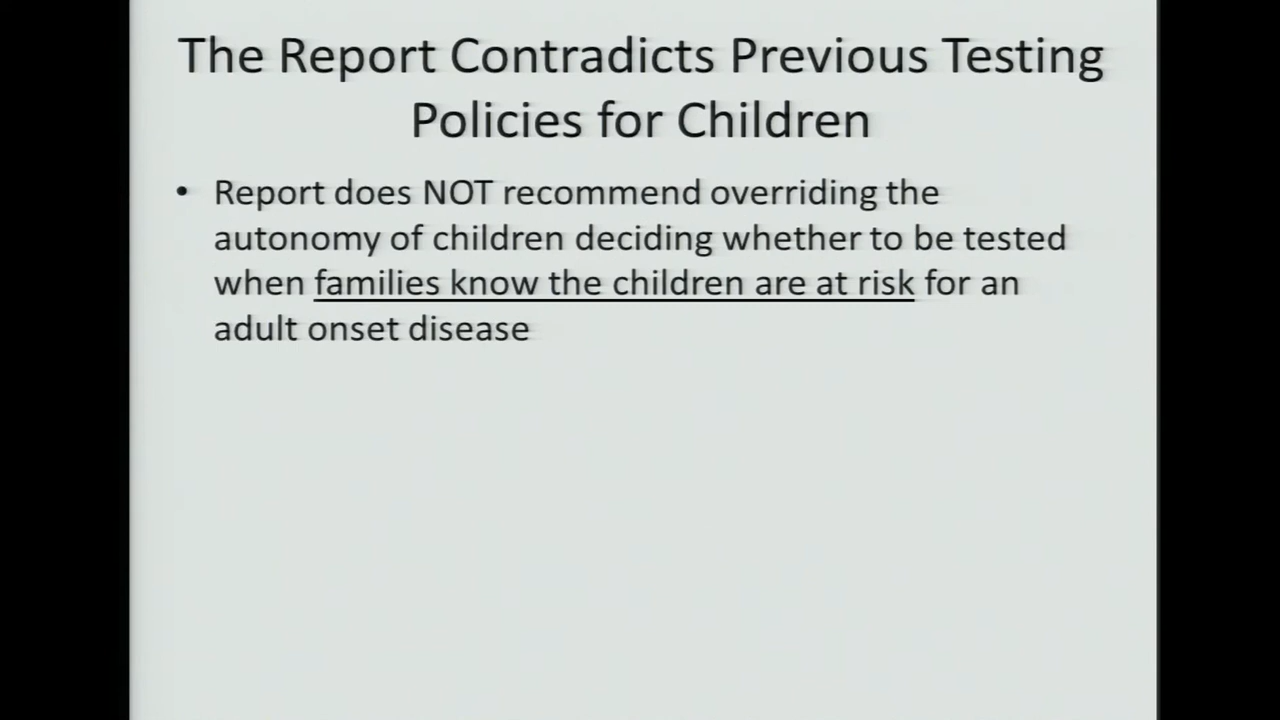 The Report Contradicts Previous Testing
Policies for Children
• Report does NOT recommend overriding the
autonomy of children deciding whether to be tested
when families know the children are at risk for an
adult onset disease